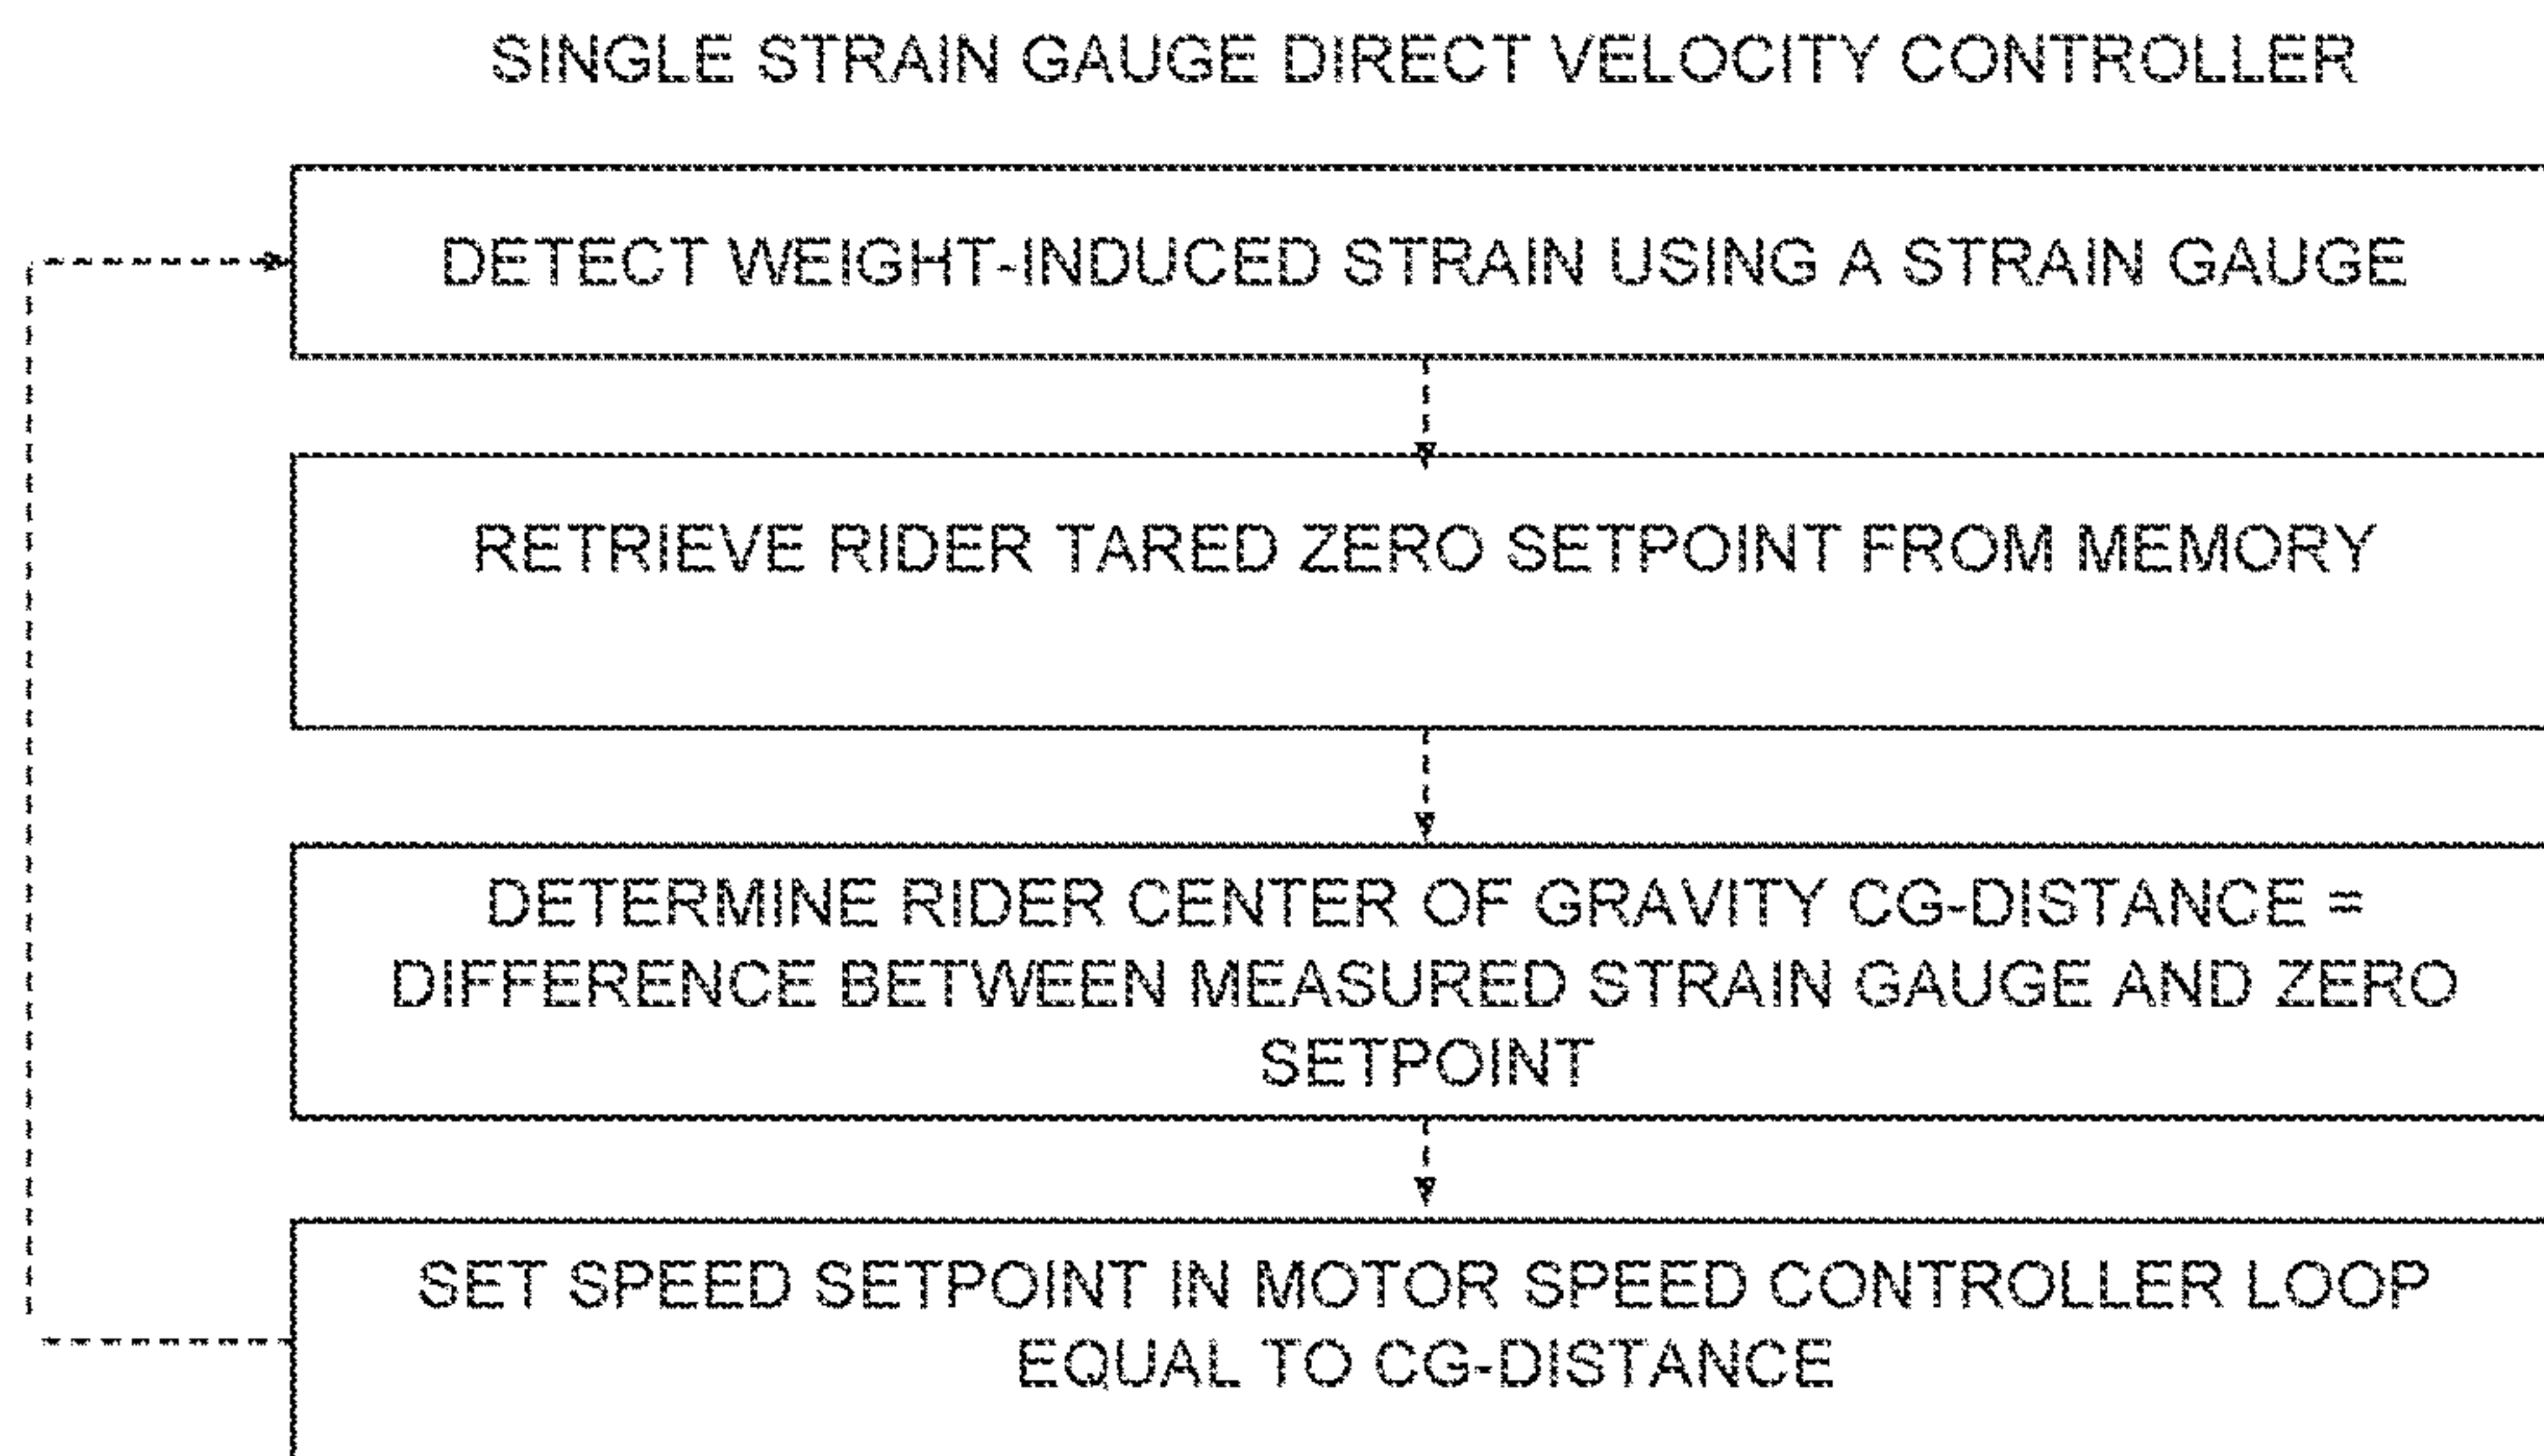 SINGLE STRAIN GAUGE DIRECT VELOCITY CONTROLLER
DETECT WEIGHT-INDUCED STRAIN USING A STRAIN GAUGE
RETRIEVE RIDER TARED ZERO SETPOINT FROM MEMORY
DETERMINE RIDER CENTER OF GRAVITY CG-DISTANCE =
DIFFERENCE BETWEEN MEASURED STRAIN GAUGE AND ZERO
SETPOINT
SET SPEED SETPOINT IN MOTOR SPEED CONTROLLER LOOP
EQUAL TO CG-DISTANCE